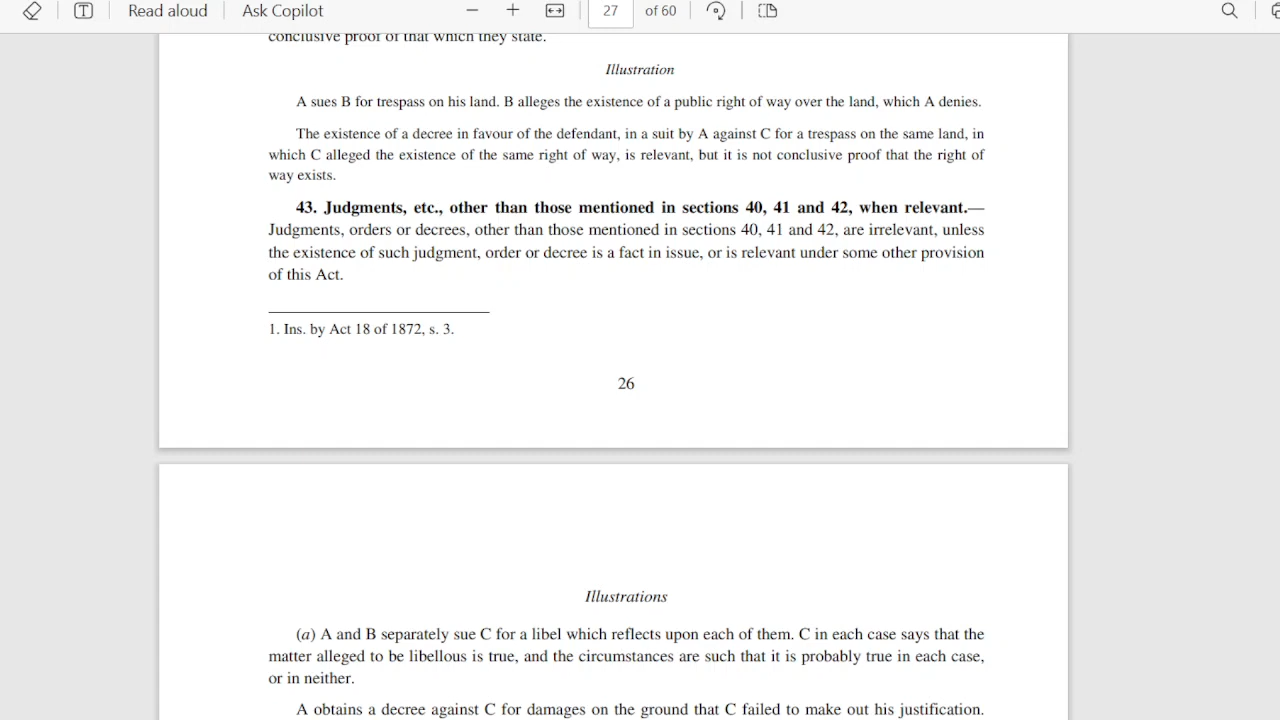 Read aloud Ask Copilot 27 of 60
conclusive proof of that which they state.
Illustration
A sues B for trespass on his land. B alleges the existence of a public right of way over the land, which A denies.
The existence of a decree in favour of the defendant, in a suit by A against C for a trespass on the same land, in
which C alleged the existence of the same right of way, is relevant, but it is not conclusive proof that the right of
way exists.
43. Judgments, etc., other than those mentioned in sections 40, 41 and 42, when relevant.—
Judgments, orders or decrees, other than those mentioned in sections 40, 41 and 42, are irrelevant, unless
the existence of such judgment, order or decree is a fact in issue, or is relevant under some other provision
of this Act.
1. Ins. by Act 18 of 1872, s. 3.
26
Illustrations
(a) A and B separately sue C for a libel which reflects upon each of them. C in each case says that the
matter alleged to be libellous is true, and the circumstances are such that it is probably true in each case,
or in neither.
A obtains a decree against C for damages on the ground that C failed to make out his justification.